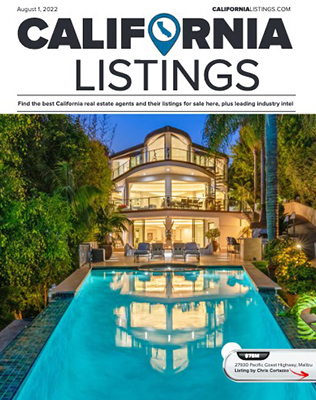 August 1, 2022
CALIFORNIALISTINGS.COM
CALIFORNIA
LISTINGS
Find the best California real estate agents and their listings for sale here, plus leading industry intel
27930 Pacific Coast Highway, Malibu
Listing by Chris Cortazzo